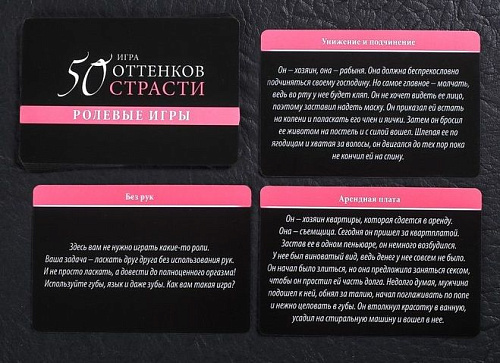 ИГРА
50 ОТТЕНКОВ
СТРАСТИ
РОЛЕВЫЕ ИГРЫ
Унижение и подчинение
Он – хозяин, она – рабыня. Она должна беспрекословно
подчиняться своему господину. Но самое главное – молчать,
ведь во рту у нее будет кляп. Он не хочет видеть ее лицо,
поэтому заставил надеть маску. Он приказал ей встать
на колени и поласкать его член и яички. Затем он бросил
ее животом на постель и с силой вошел. Шлепая ее по
ягодицам и хватая за волосы, он двигался до тех пор пока
не кончил ей на спину.
Без рук
Здесь вам не нужно играть какие-то роли.
Ваша задача – ласкать друг друга без использования рук.
И не просто ласкать, а довести до полноценного оргазма!
Используйте губы, язык и даже зубы. Как вам такая игра?
Арендная плата
Он – хозяин квартиры, которая сдается в аренду.
Она – съемщица. Сегодня он пришел за квартплатой.
Застав ее в одном пеньюаре, он немного возбудился.
У нее был виноватый вид, ведь денег у нее совсем не было.
Он начал было злиться, но она предложила заняться сексом,
чтобы он простил ей часть долга. Недолго думая, мужчина
подошел к ней, обнял за талию, начал поглаживать по попе
и нежно целовать в губы. Он втолкнул красотку в ванную,
усадил на стиральную машину и вошел в нее.